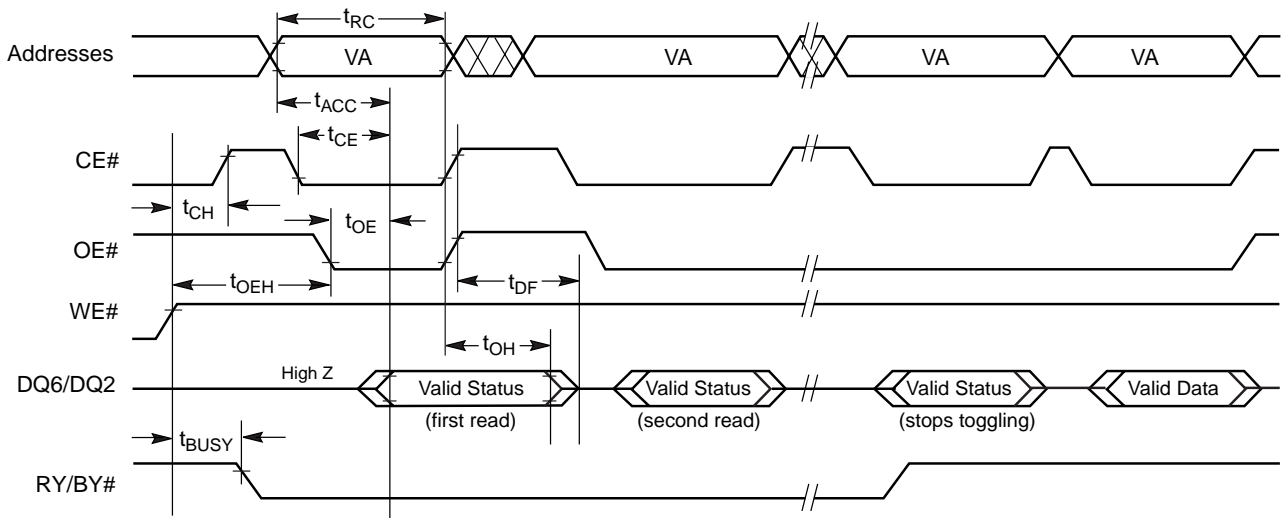 tRC
Addresses VA VA VA VA
tACC
tCE
CE#
tCH tOE
OE#
tOEH tDF
WE#
tOH
High Z
DQ6/DQ2 Valid Status Valid Status Valid Status Valid Data
(first read) (second read) (stops toggling)
tBUSY
RY/BY#